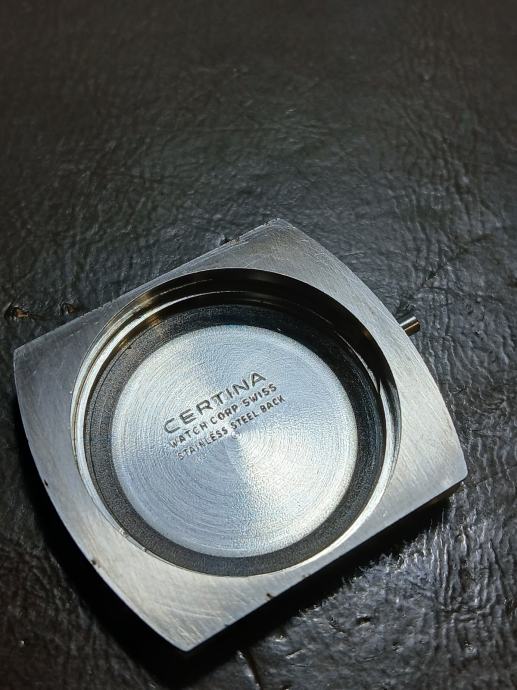 CERTINA
WATCH CORP SWISS
STAINLESS STEEL BACK